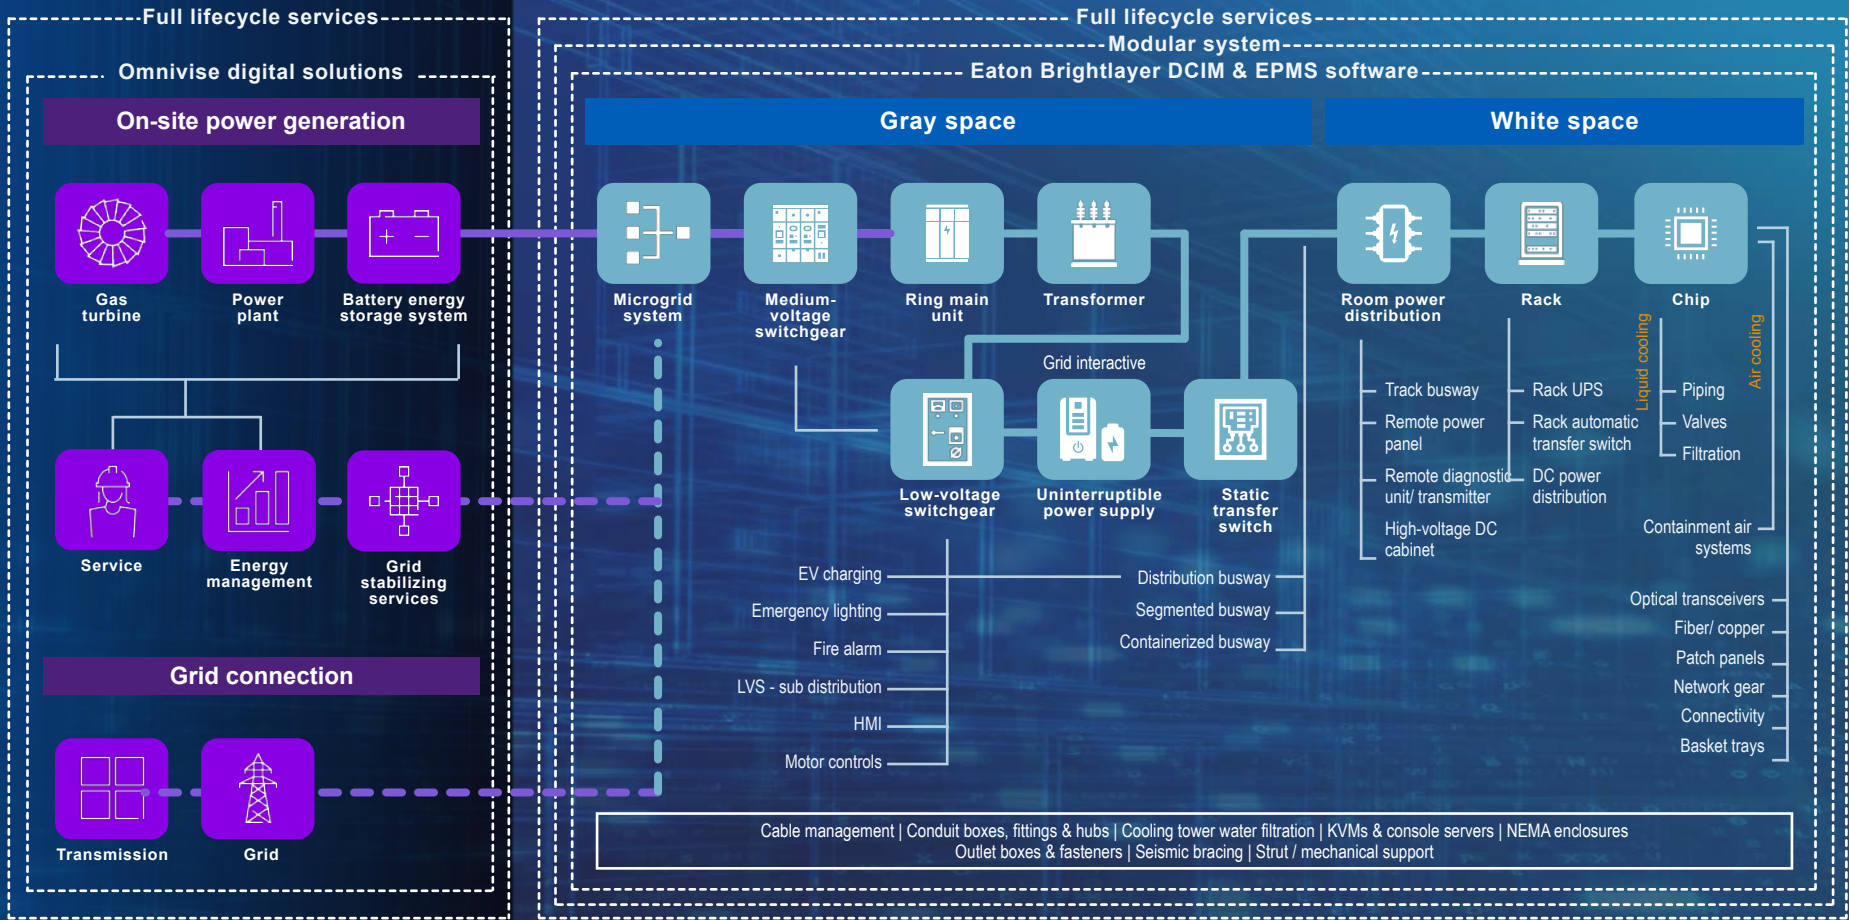 Full lifecycle services
Omnivise digital solutions
On-site power generation
Gas
turbine
Power
plant
Battery energy
storage system
Service
Energy
management
Grid
stabilizing
services
Grid connection
Transmission
Grid
Full lifecycle services
Modular system
Eaton Brightlayer DCIM & EPMS software
Gray space
White space
Microgrid
system
Medium-
voltage
switchgear
Ring main
unit
Transformer
Grid interactive
Low-voltage
switchgear
Uninterruptible
power supply
Static
transfer
switch
EV charging
Emergency lighting
Fire alarm
LVS - sub distribution
HMI
Motor controls
Distribution busway
Segmented busway
Containerized busway
Room power
distribution
Track busway
Remote power
panel
Remote diagnostic
unit/ transmitter
High-voltage DC
cabinet
Rack
Rack UPS
Rack automatic
transfer switch
DC power
distribution
Chip
Liquid cooling
Piping
Valves
Filtration
Air cooling
Containment air
systems
Optical transceivers
Fiber/ copper
Patch panels
Network gear
Connectivity
Basket trays
Cable management | Conduit boxes, fittings & hubs | Cooling tower water filtration | KVMs & console servers | NEMA enclosures
Outlet boxes & fasteners | Seismic bracing | Strut / mechanical support